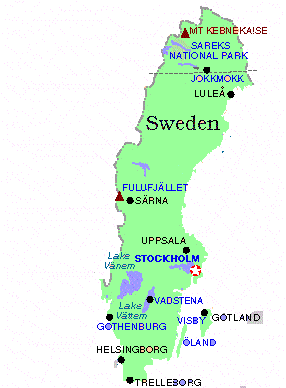 MT KEBNEKAISE
SAREKS
NATIONAL PARK
JOKKMOKK
LULEÅ
Sweden
FULUFJÄLLET
SÄRNA
UPPSALA
STOCKHOLM
Lake
Vänern
Lake
Vättern
VADSTENA
GOTHENBURG
VISBY
GOTLAND
ÖLAND
HELSINGBORG
TRELLEBORG